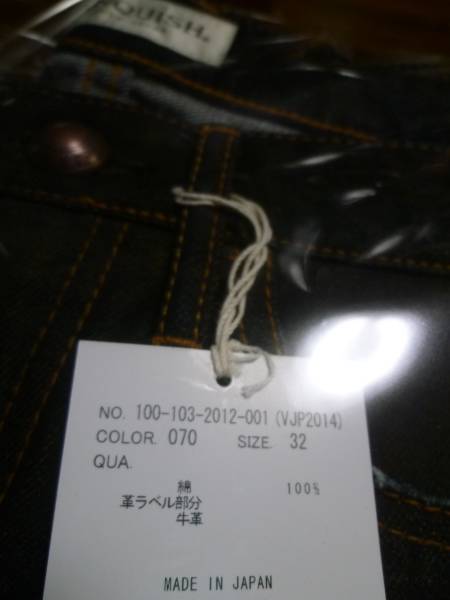 QUISH.
NO. 100-103-2012-001 (VJP2014)
COLOR. 070 SIZE. 32
QUA.
綿 100%
革ラベル部分
牛革
MADE IN JAPAN